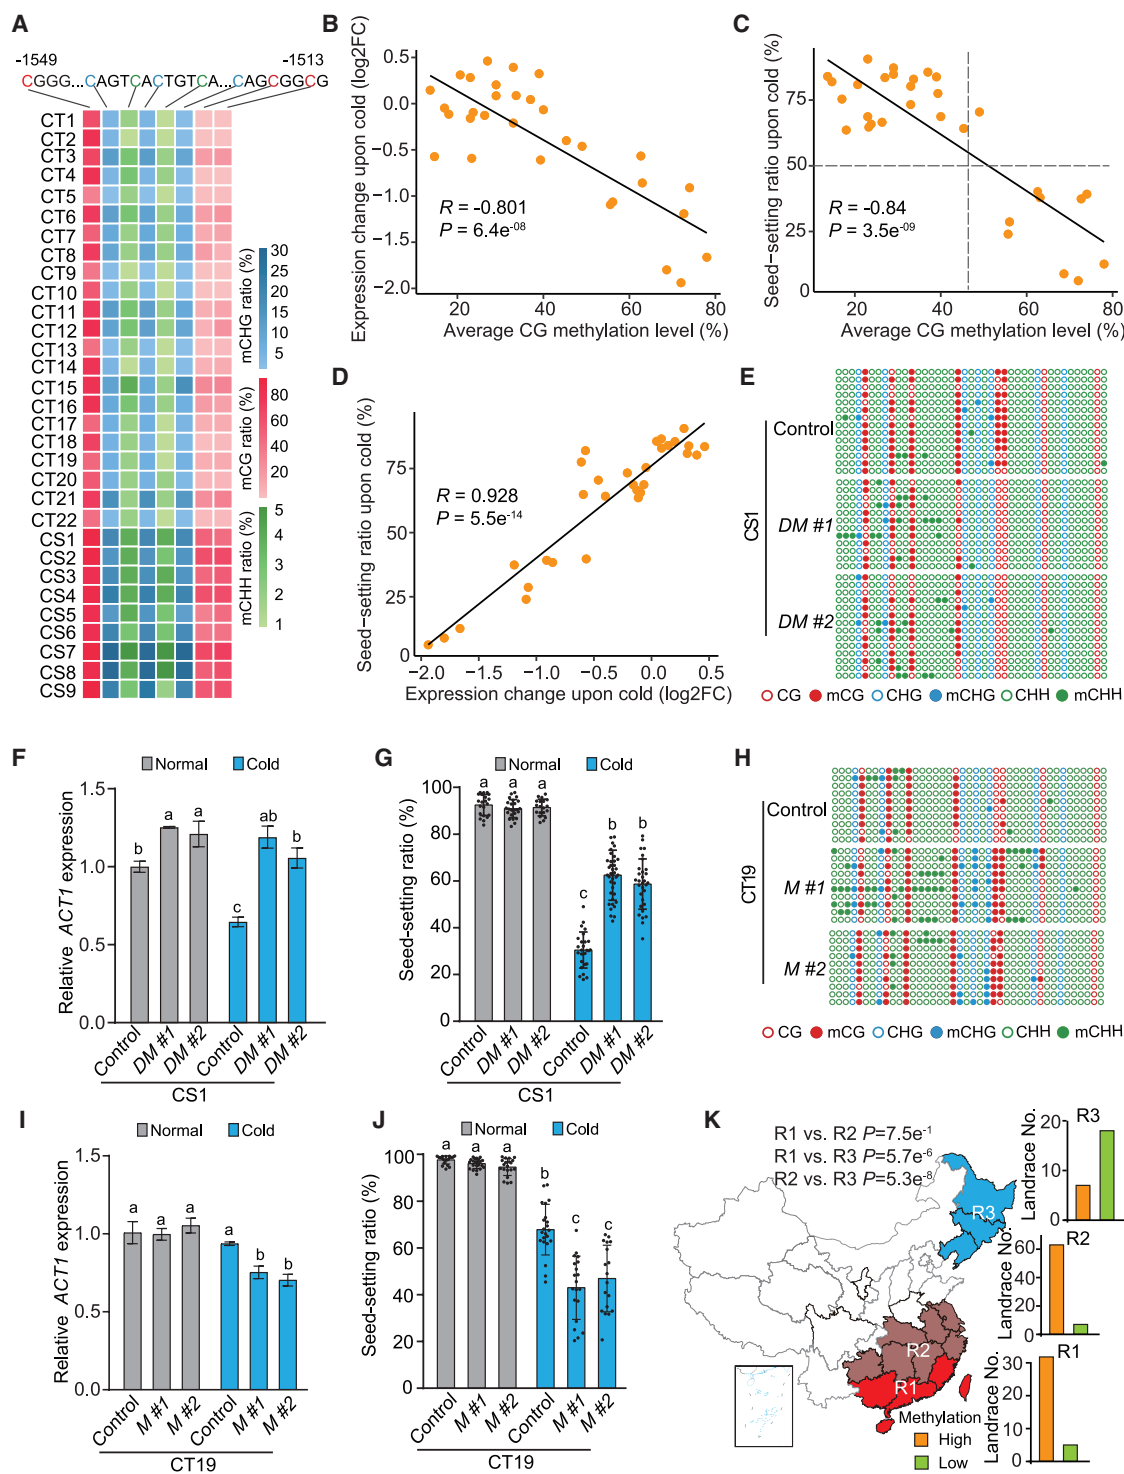 A
-1549
-1513
CGGG...CAGTCACTGTCA...CAGCGGCG
CT1
CT2
CT3
CT4
CT5
CT6
CT7
CT8
CT9
CT10
CT11
CT12
CT13
CT14
CT15
CT16
CT17
CT18
CT19
CT20
CT21
CT22
CS1
CS2
CS3
CS4
CS5
CS6
CS7
CS8
CS9
mCHG ratio (%)
30
25
20
15
10
5
mCG ratio (%)
80
60
40
20
mCHH ratio (%)
5
4
3
2
1
B
Expression change upon cold (log2FC)
0.5
0.0
−0.5
−1.0
−1.5
−2.0
R = -0.801
P = 6.4e-08
20
40
60
80
Average CG methylation level (%)
C
Seed-setting ratio upon cold (%)
75
50
25
0
R = -0.84
P = 3.5e-09
20
40
60
80
Average CG methylation level (%)
D
Seed-setting ratio upon cold (%)
75
50
25
0
R = 0.928
P = 5.5e-14
−2.0
−1.5
−1.0
−0.5
0.0
0.5
Expression change upon cold (log2FC)
E
CS1
Control
DM #1
DM #2
CG mCG CHG mCHG CHH mCHH
F
Normal Cold
Relative ACT1 expression
1.5
1.0
0.5
0.0
b
a
a
c
ab
b
Control
DM #1
DM #2
Control
DM #1
DM #2
CS1
G
Normal Cold
Seed-setting ratio (%)
100
80
60
40
20
0
a
a
a
c
b
b
Control
DM #1
DM #2
Control
DM #1
DM #2
CS1
H
CT19
Control
M #1
M #2
CG mCG CHG mCHG CHH mCHH
I
Normal Cold
Relative ACT1 expression
1.5
1.0
0.5
0.0
a
a
a
a
b
b
Control
M #1
M #2
Control
M #1
M #2
CT19
J
Normal Cold
Seed-setting ratio (%)
100
80
60
40
20
0
a
a
a
b
c
c
Control
M #1
M #2
Control
M #1
M #2
CT19
K
R1 vs. R2 P=7.5e-1
R1 vs. R3 P=5.7e-6
R2 vs. R3 P=5.3e-8
R3
R2
R1
Methylation
High
Low
Landrace No.
20
10
0
R3
Landrace No.
60
40
20
0
R2
Landrace No.
30
20
10
0
R1